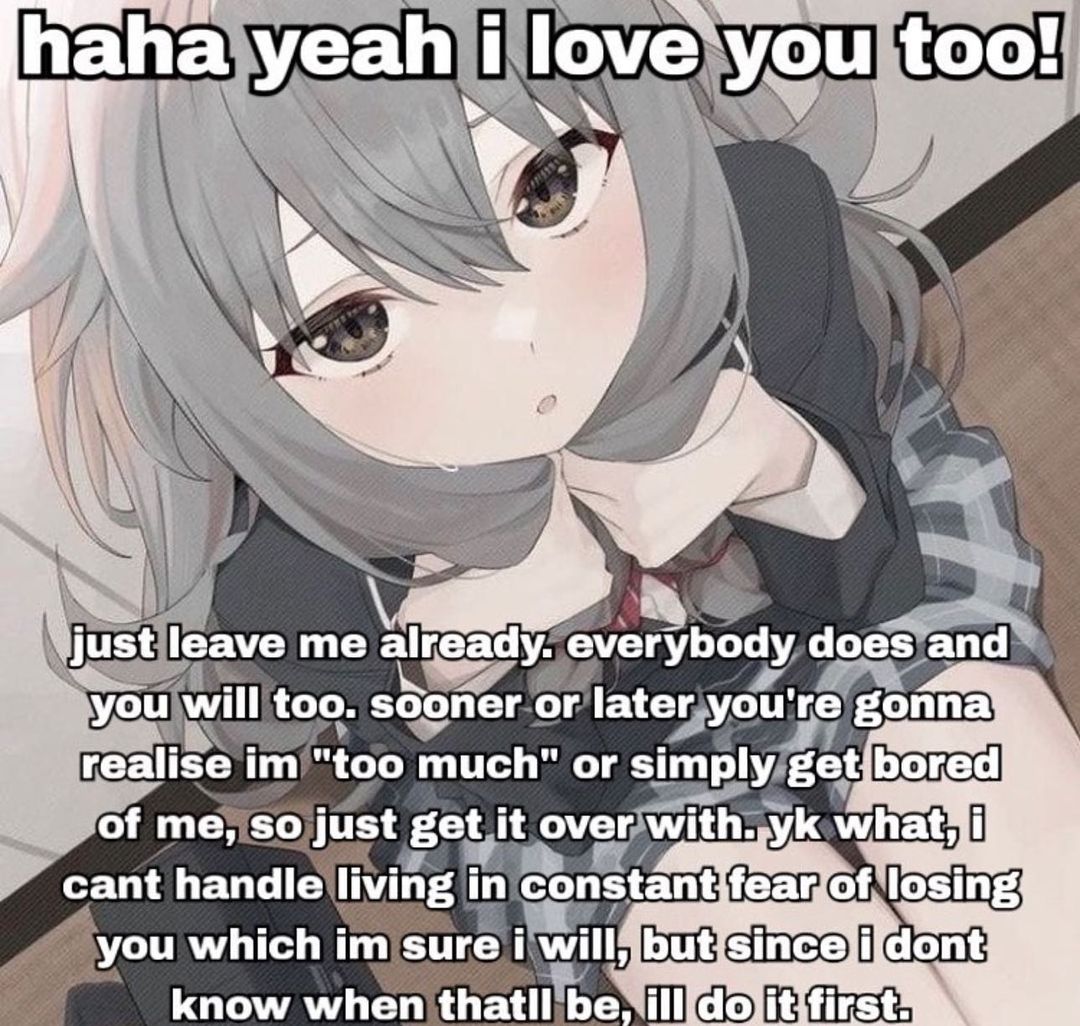 haha yeah i love you too!
just leave me already. everybody does and
you will too. sooner or later you're gonna
realise im "too much" or simply get bored
of me, so just get it over with. yk what, i
cant handle living in constant fear of losing
you which im sure i will, but since i dont
know when thatll be, ill do it first.